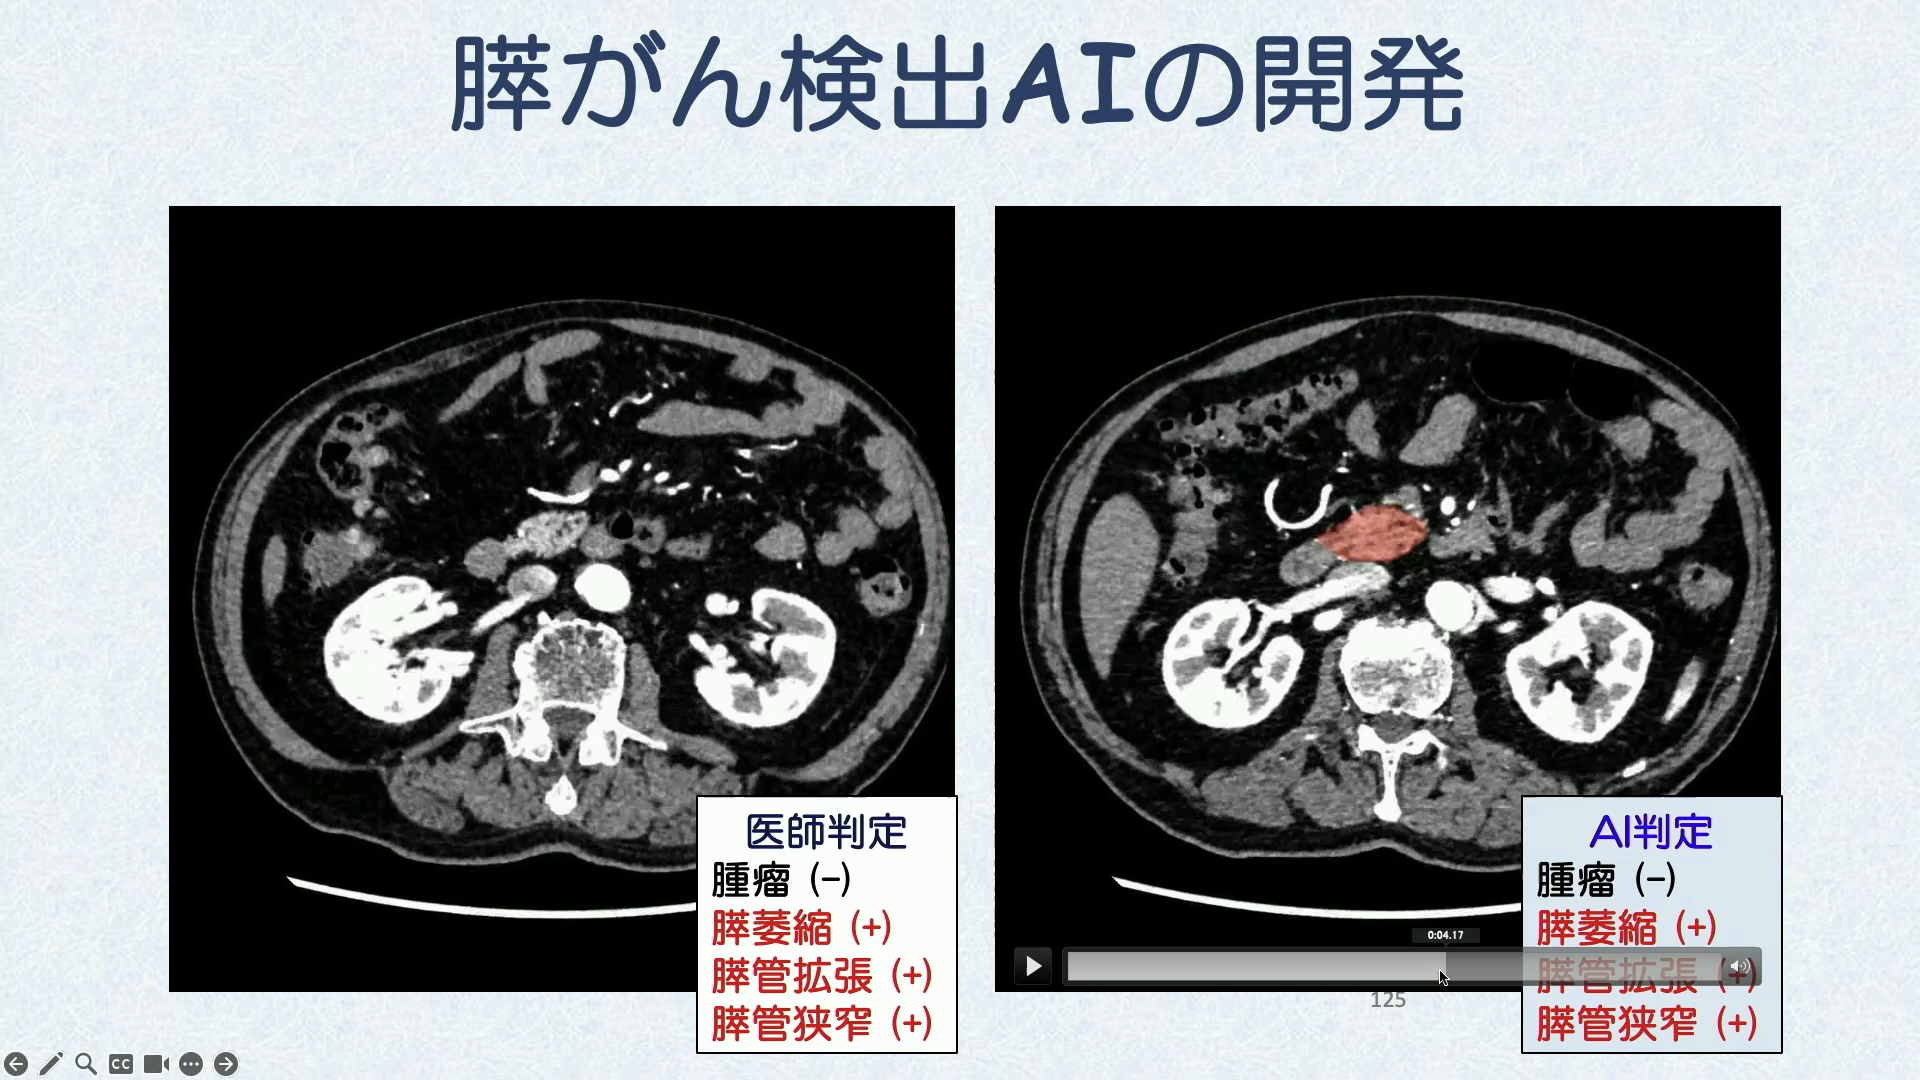 膵がん検出AIの開発
医師判定
腫瘤 (−)
膵萎縮 (+)
膵管拡張 (+)
膵管狭窄 (+)
AI判定
腫瘤 (−)
膵萎縮 (+)
膵管拡張 (+)
膵管狭窄 (+)
0:04.17
125
CC